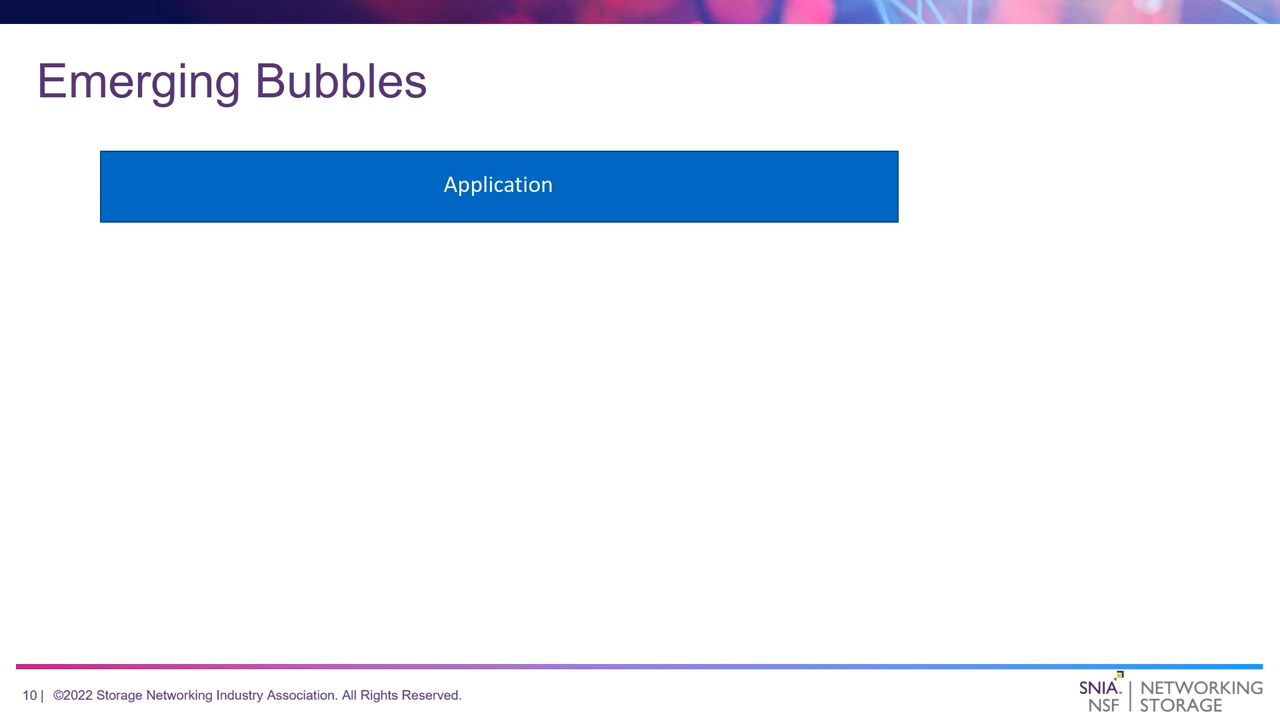 Emerging Bubbles
Application
10 | ©2022 Storage Networking Industry Association. All Rights Reserved.
SNIA. | NETWORKING
NSF | STORAGE